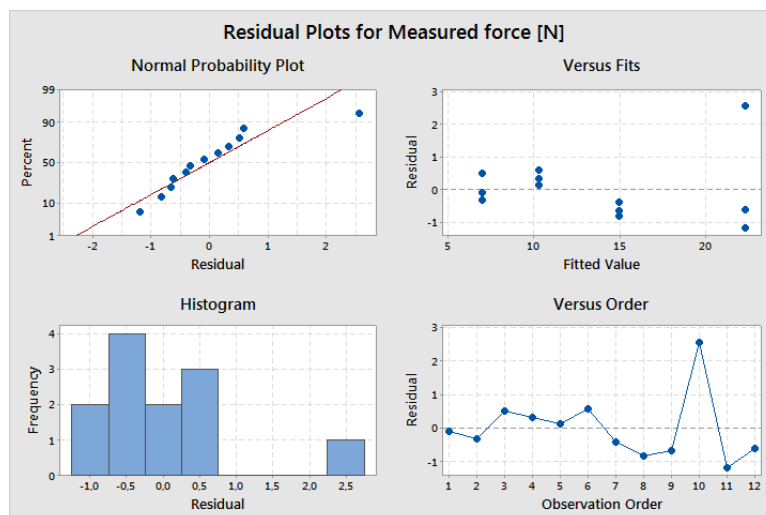 Residual Plots for Measured force [N]
Normal Probability Plot
99
90
50
10
1
Percent
-2 -1 0 1 2
Residual
Versus Fits
3
2
1
0
-1
Residual
5 10 15 20
Fitted Value
Histogram
4
3
2
1
0
Frequency
-1,0 -0,5 0,0 0,5 1,0 1,5 2,0 2,5
Residual
Versus Order
3
2
1
0
-1
Residual
1 2 3 4 5 6 7 8 9 10 11 12
Observation Order